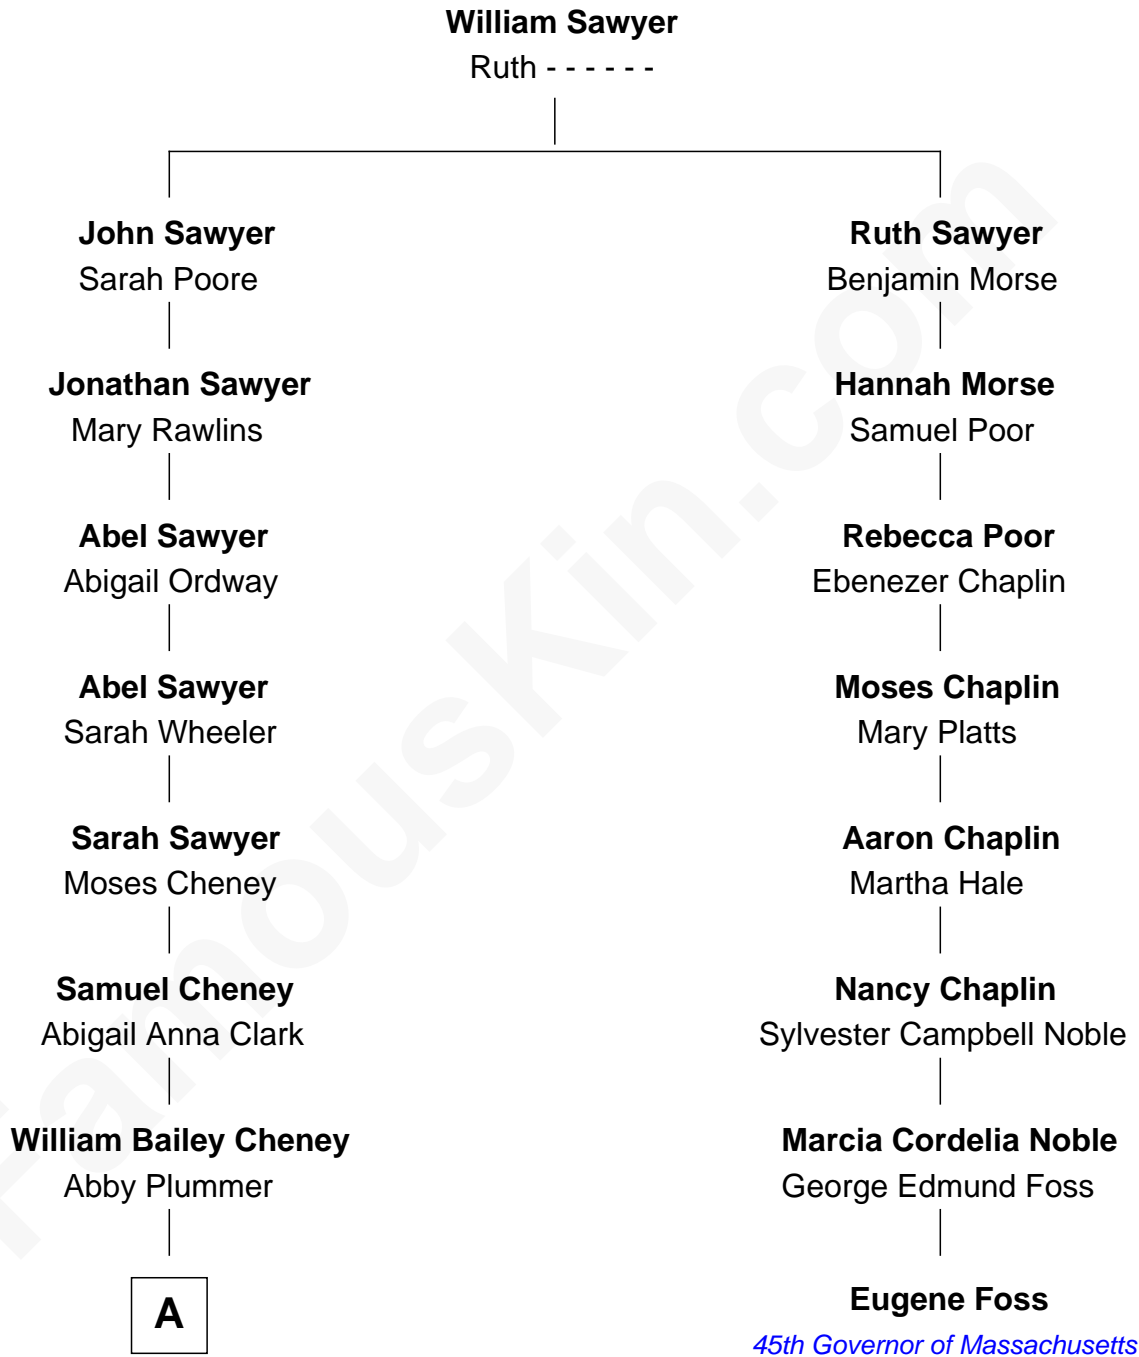 William Sawyer
Ruth - - - - - -
John Sawyer
Sarah Poore
Ruth Sawyer
Benjamin Morse
Jonathan Sawyer
Mary Rawlins
Hannah Morse
Samuel Poor
Abel Sawyer
Abigail Ordway
Rebecca Poor
Ebenezer Chaplin
Abel Sawyer
Sarah Wheeler
Moses Chaplin
Mary Platts
Sarah Sawyer
Moses Cheney
Aaron Chaplin
Martha Hale
Samuel Cheney
Abigail Anna Clark
Nancy Chaplin
Sylvester Campbell Noble
William Bailey Cheney
Abby Plummer
Marcia Cordelia Noble
George Edmund Foss
A
Eugene Foss
45th Governor of Massachusetts
FamousKin.com